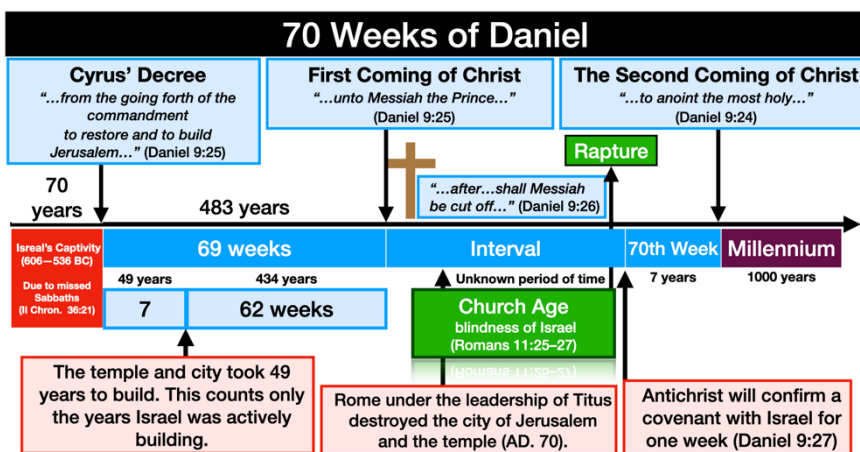 70 Weeks of Daniel
Cyrus’ Decree
“…from the going forth of the
commandment
to restore and to build
Jerusalem…” (Daniel 9:25)
First Coming of Christ
“…unto Messiah the Prince…”
(Daniel 9:25)
The Second Coming of Christ
“…to anoint the most holy…”
(Daniel 9:24)
Rapture
“…after…shall Messiah
be cut off…” (Daniel 9:26)
70
years
483 years
Isreal’s Captivity
(606—536 BC)
Due to missed
Sabbaths
(II Chron. 36:21)
69 weeks
Interval
70th Week
Millennium
49 years
434 years
Unknown period of time
7 years
1000 years
7
62 weeks
Church Age
blindness of Israel
(Romans 11:25–27)
The temple and city took 49
years to build. This counts only
the years Israel was actively
building.
Rome under the leadership of Titus
destroyed the city of Jerusalem
and the temple (AD. 70).
Antichrist will confirm a
covenant with Israel for
one week (Daniel 9:27)